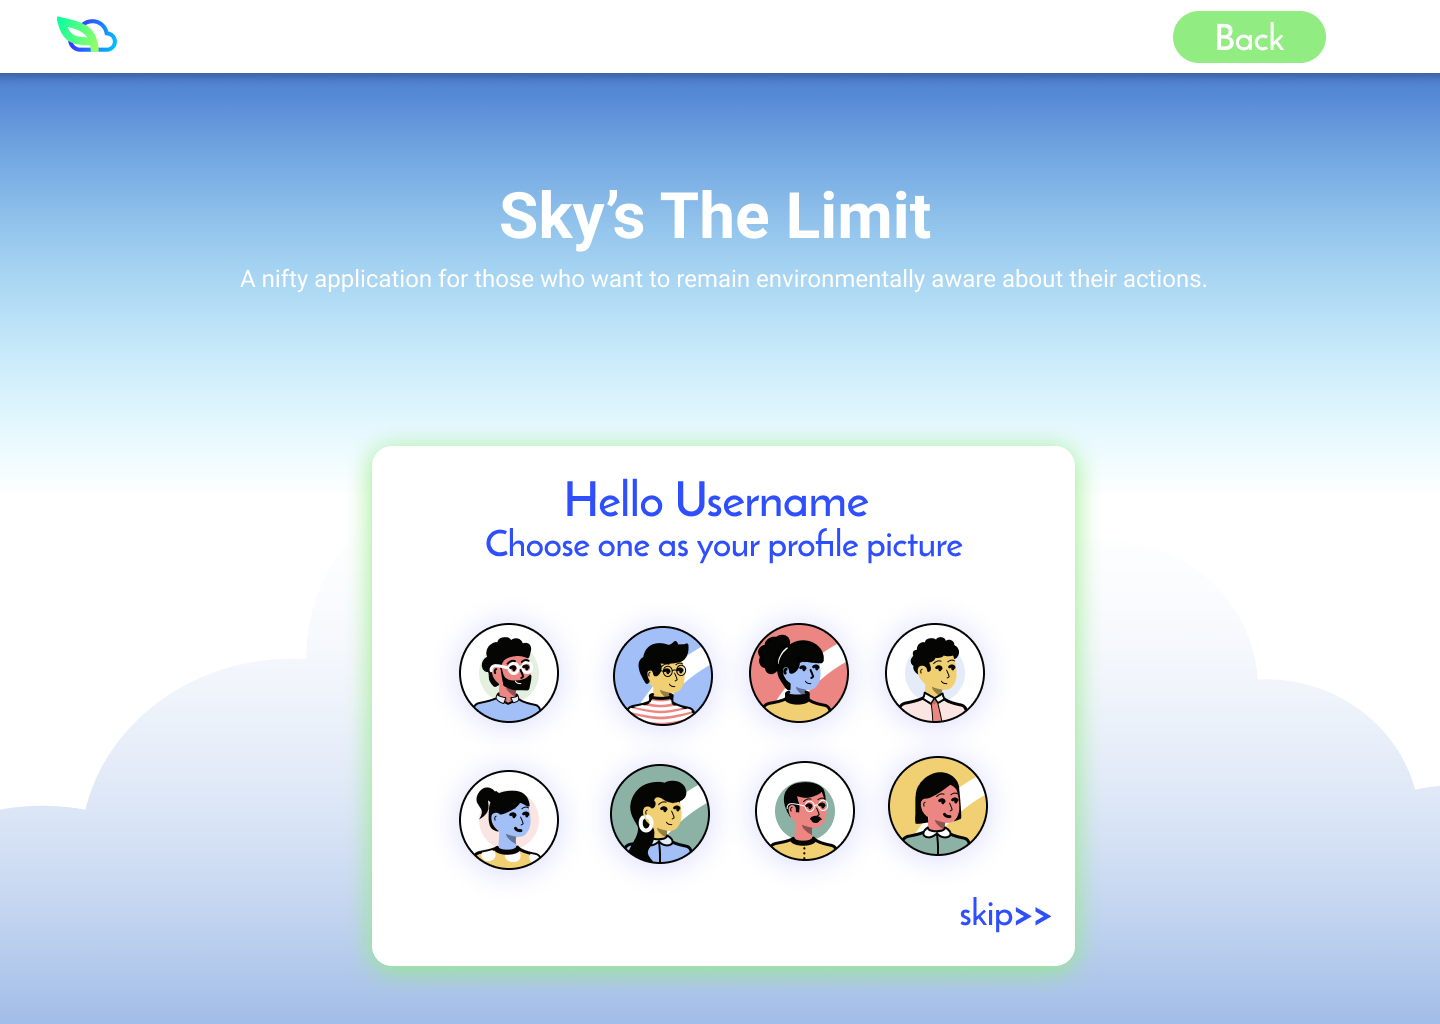 Back
Sky’s The Limit
A nifty application for those who want to remain environmentally aware about their actions.
Hello Username
Choose one as your profile picture
skip>>